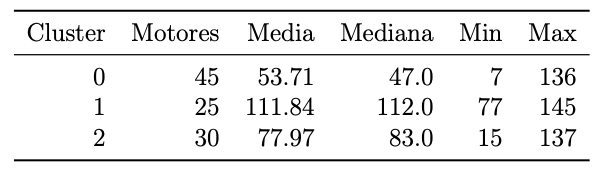 Cluster Motores Media Mediana Min Max
0 45 53.71 47.0 7 136
1 25 111.84 112.0 77 145
2 30 77.97 83.0 15 137